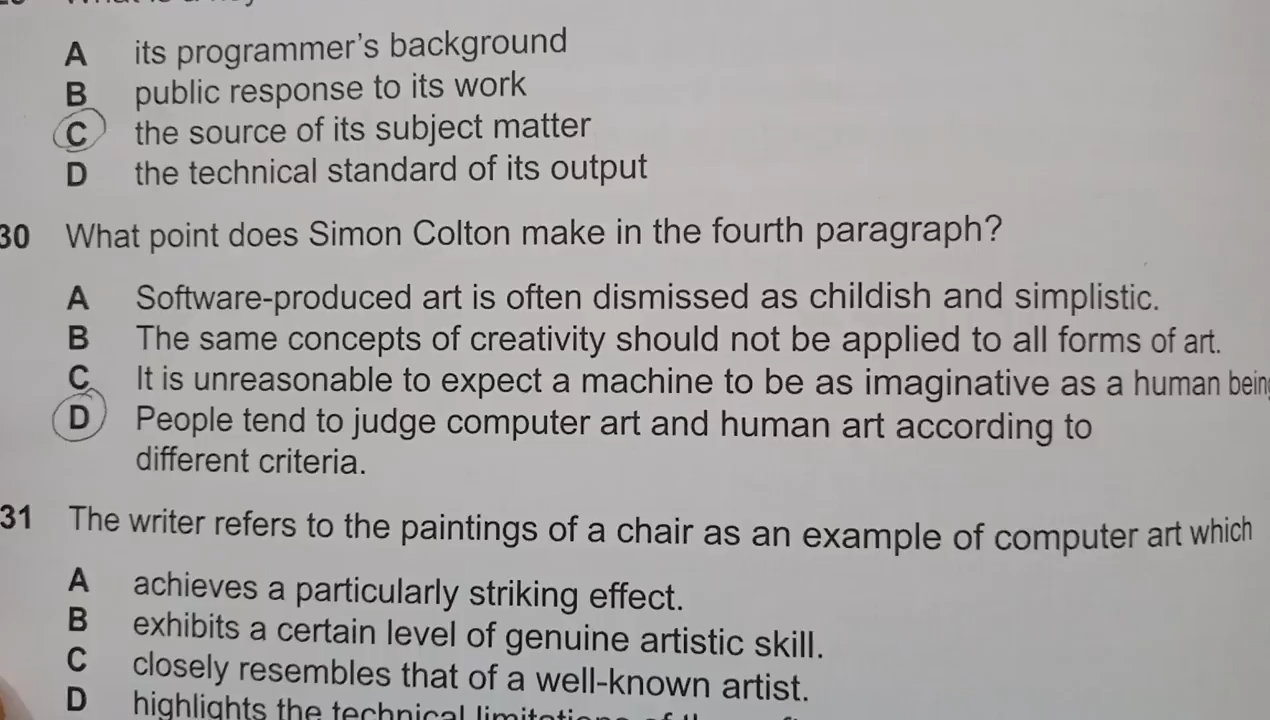 A its programmer's background
B public response to its work
C the source of its subject matter
D the technical standard of its output
30 What point does Simon Colton make in the fourth paragraph?
A Software-produced art is often dismissed as childish and simplistic.
B The same concepts of creativity should not be applied to all forms of art.
C It is unreasonable to expect a machine to be as imaginative as a human bein
D People tend to judge computer art and human art according to
different criteria.
31 The writer refers to the paintings of a chair as an example of computer art which
A achieves a particularly striking effect.
B exhibits a certain level of genuine artistic skill.
C closely resembles that of a well-known artist.
D highlights the technical limitations of